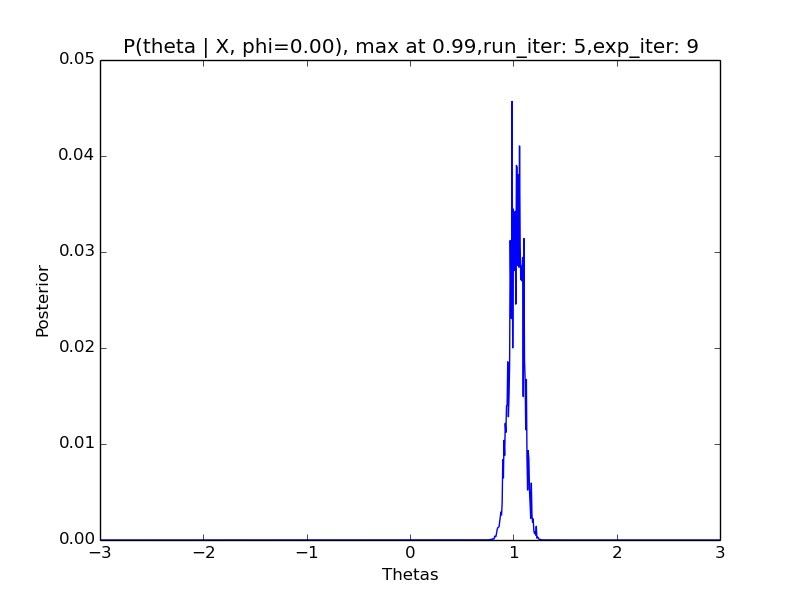 P(theta | X, phi=0.00), max at 0.99,run_iter: 5,exp_iter: 9
0.05
0.04
0.03
0.02
0.01
0.00
Posterior
−3 −2 −1 0 1 2 3
Thetas